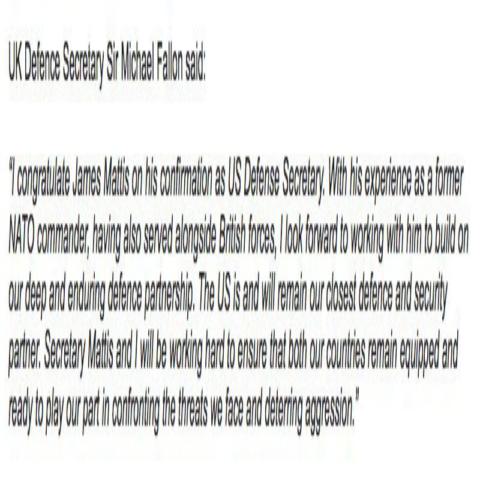 UK Defence Secretary Sir Michael Fallon said:
“I congratulate James Mattis on his confirmation as US Defense Secretary. With his experience as a former
NATO commander, having also served alongside British forces, I look forward to working with him to build on
our deep and enduring defence partnership. The US is and will remain our closest defence and security
partner. Secretary Mattis and I will be working hard to ensure that both our countries remain equipped and
ready to play our part in confronting the threats we face and deterring aggression.”